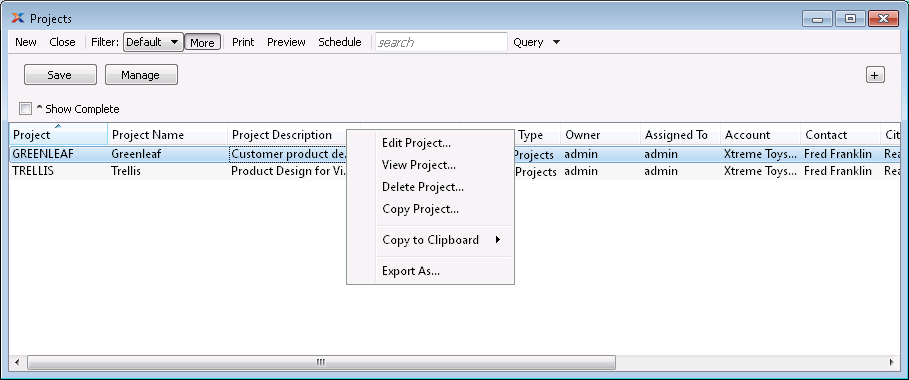 Projects
New Close Filter: Default More Print Preview Schedule search Query
Save Manage +
* Show Complete
Project Project Name Project Description Type Owner Assigned To Account Contact Cit
GREENLEAF Greenleaf Customer product de... Projects admin admin Xtreme Toys... Fred Franklin Rea
TRELLIS Trellis Product Design for Vi... Projects admin admin Xtreme Toys... Fred Franklin Rea
Edit Project...
View Project...
Delete Project...
Copy Project...
Copy to Clipboard
Export As...